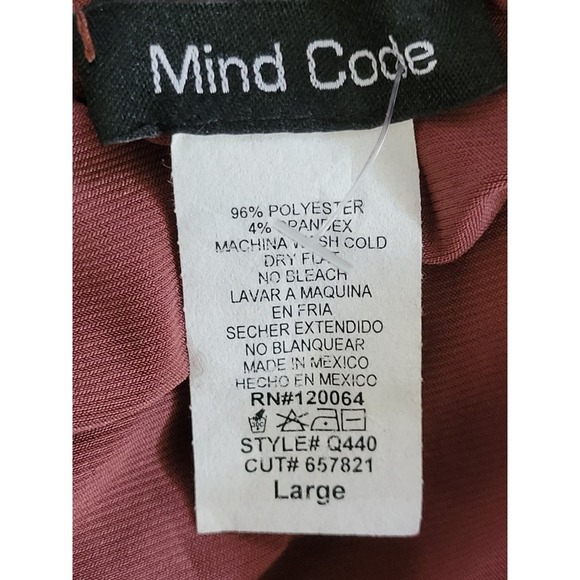 Mind Code
96% POLYESTER
4% SPANDEX
MACHINA WASH COLD
DRY FLAT
NO BLEACH
LAVAR A MAQUINA
EN FRIA
SECHER EXTENDIDO
NO BLANQUEAR
MADE IN MEXICO
HECHO EN MEXICO
RN#120064
STYLE# Q440
CUT# 657821
Large